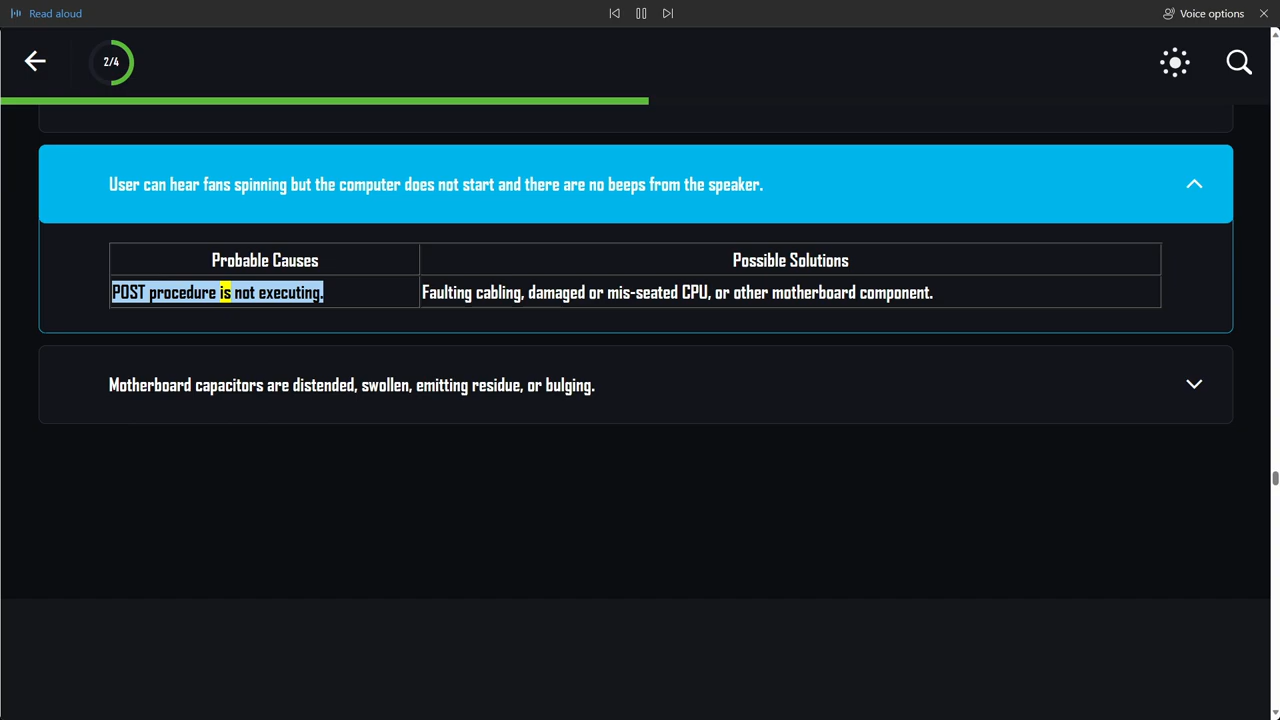 Read aloud
Voice options
2/4
User can hear fans spinning but the computer does not start and there are no beeps from the speaker.
Probable Causes
Possible Solutions
POST procedure is not executing.
Faulting cabling, damaged or mis-seated CPU, or other motherboard component.
Motherboard capacitors are distended, swollen, emitting residue, or bulging.